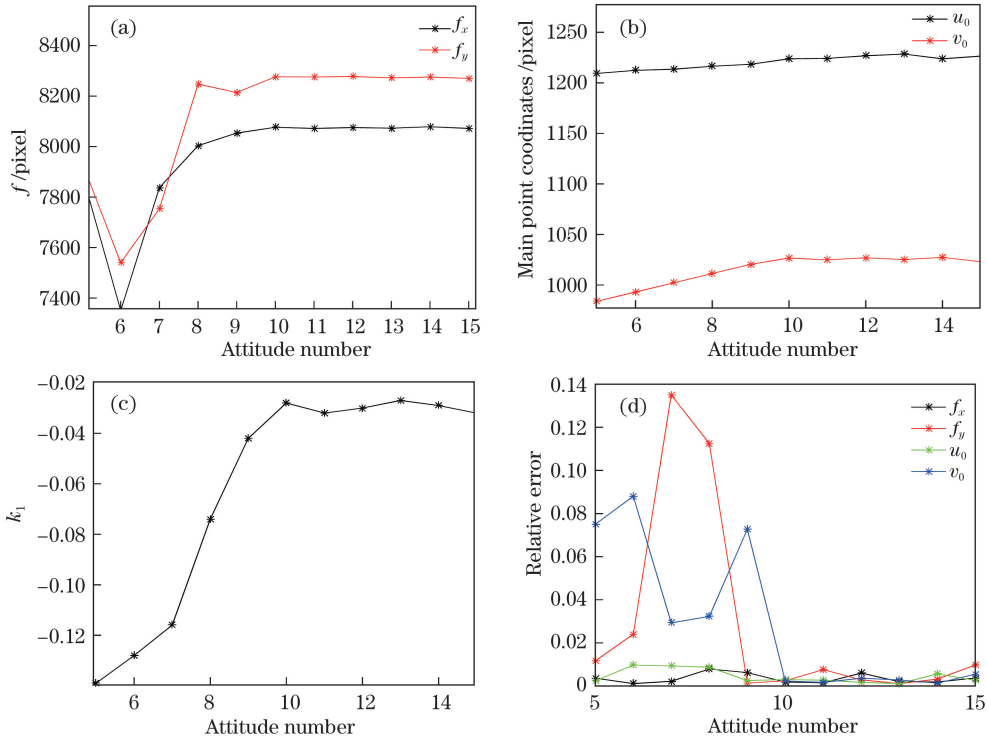 (a)
f_x
f_y
8400
8200
8000
7800
7600
7400
f/pixel
6 7 8 9 10 11 12 13 14 15
Attitude number
(b)
u_0
v_0
1250
1200
1150
1100
1050
1000
Main point coodinates/pixel
6 8 10 12 14
Attitude number
(c)
−0.02
−0.04
−0.06
−0.08
−0.10
−0.12
k_1
6 8 10 12 14
Attitude number
(d)
f_x
f_y
u_0
v_0
0.14
0.12
0.10
0.08
0.06
0.04
0.02
0
Relative error
5 10 15
Attitude number